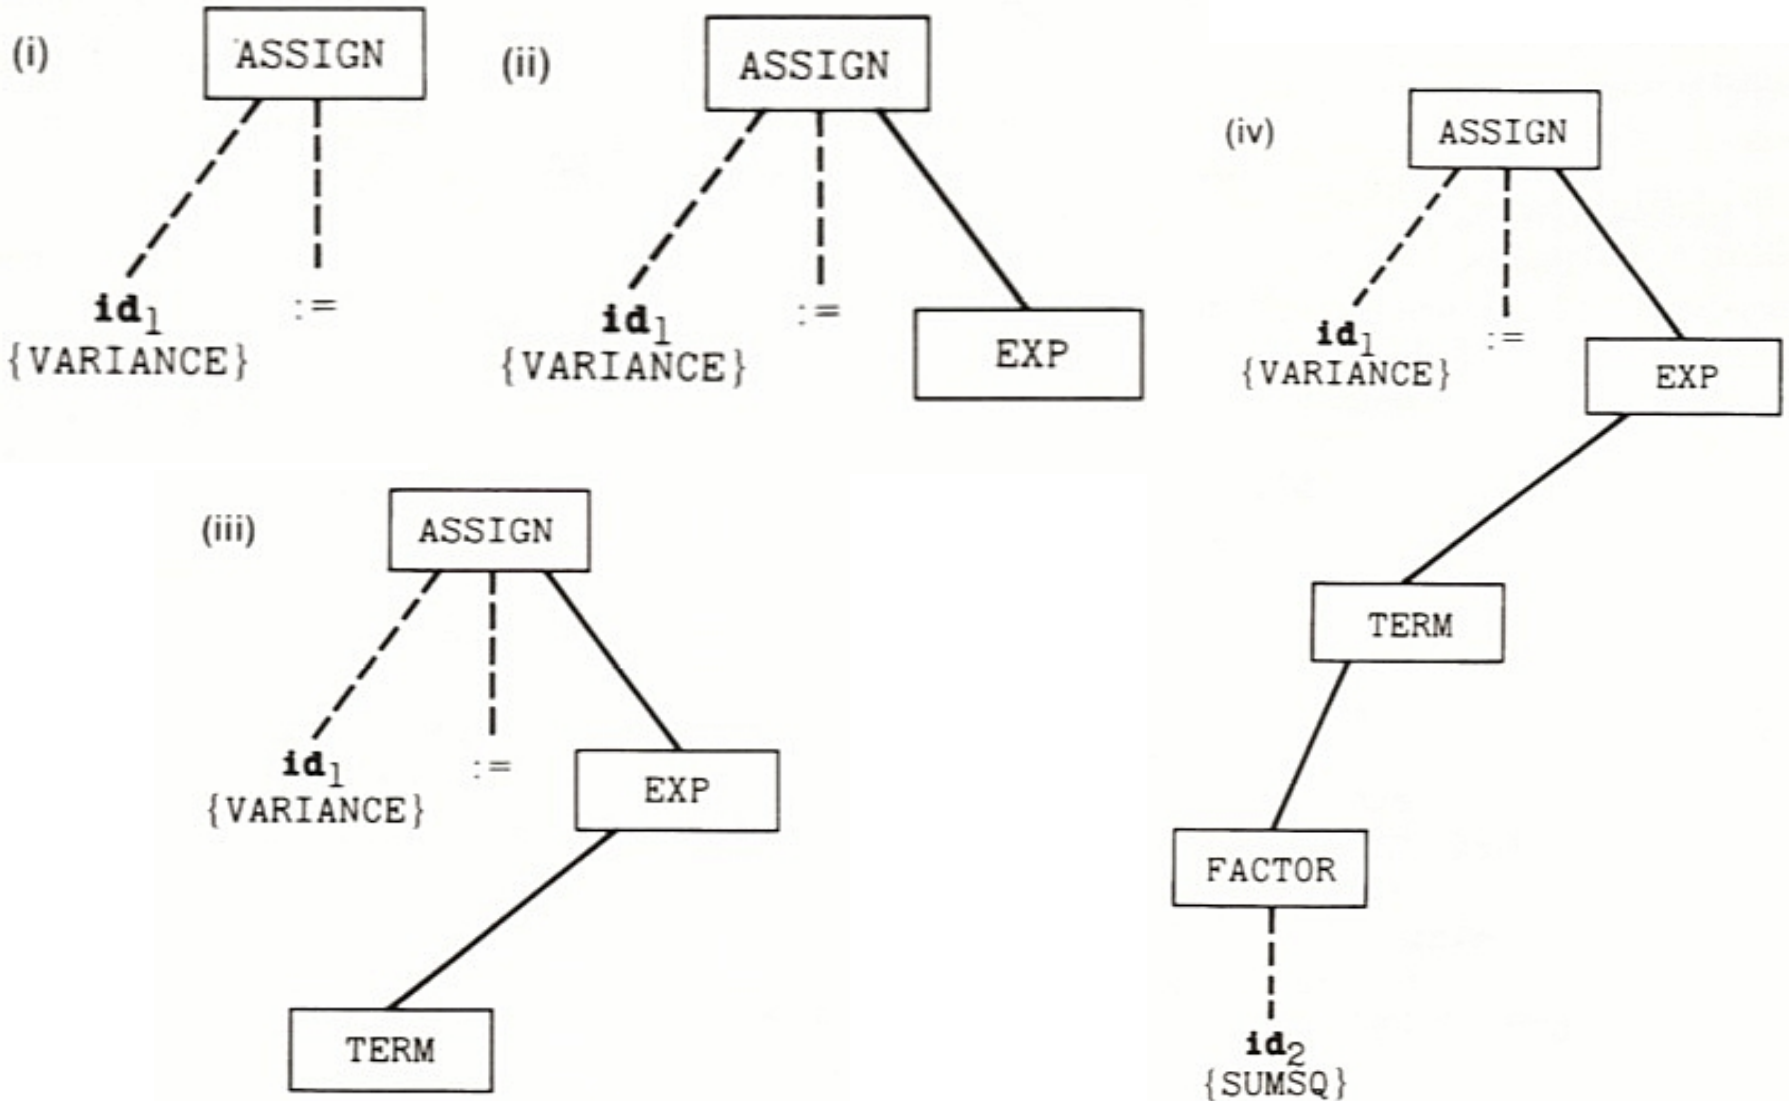 (i)
ASSIGN
id₁
:=
{VARIANCE}
(ii)
ASSIGN
id₁
:=
{VARIANCE}
EXP
(iii)
ASSIGN
id₁
:=
{VARIANCE}
EXP
TERM
(iv)
ASSIGN
id₁
:=
{VARIANCE}
EXP
TERM
FACTOR
id₂
{SUMSQ}